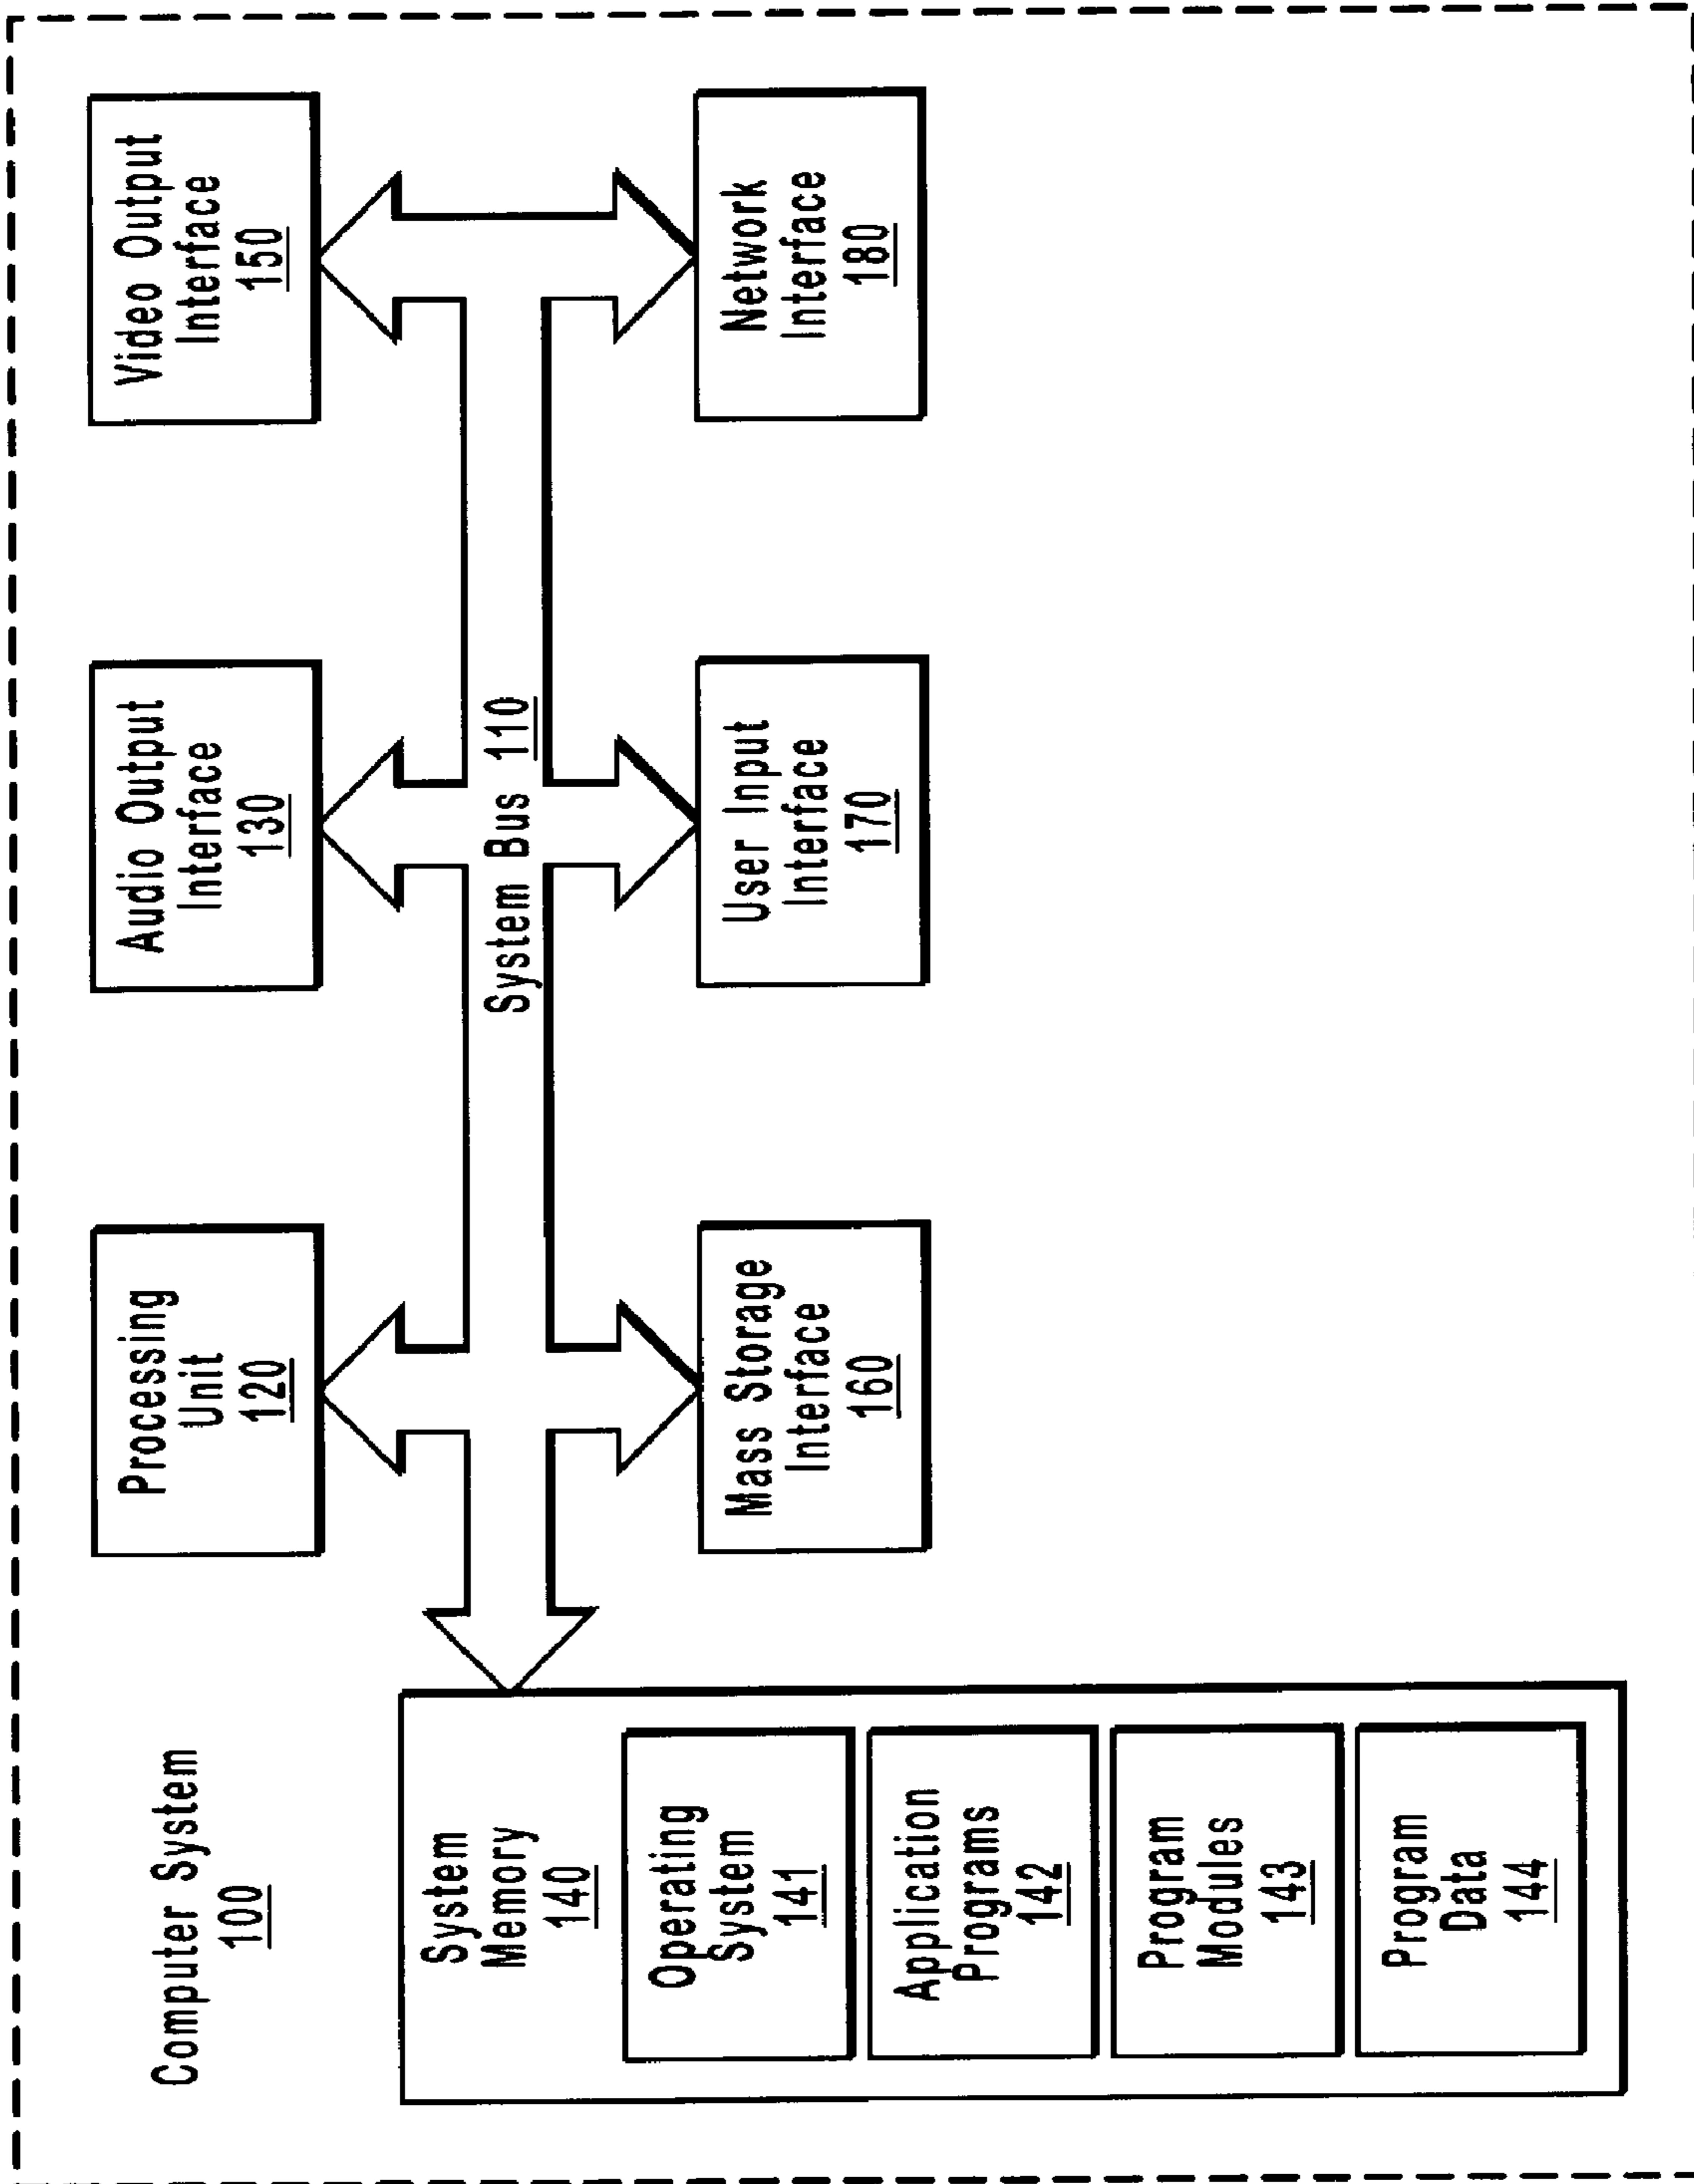 Computer System
100
System
Memory
140
Operating
System
141
Application
Programs
142
Program
Modules
143
Program
Data
144
Processing
Unit
120
Audio Output
Interface
130
Video Output
Interface
150
System Bus 110
Mass Storage
Interface
160
User Input
Interface
170
Network
Interface
180